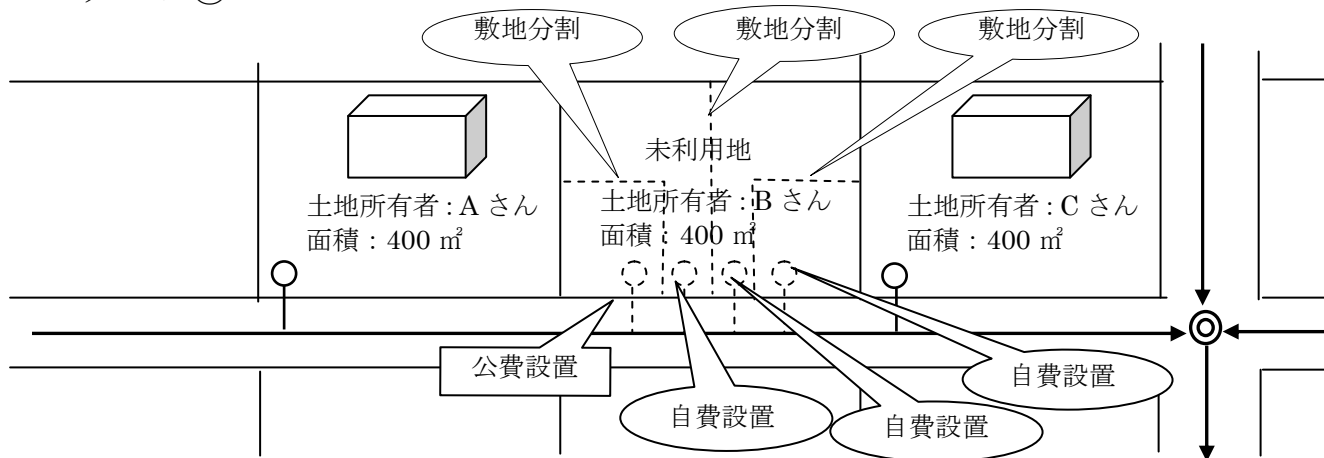 敷地分割
敷地分割
敷地分割
未利用地
土地所有者：A さん
面積：400 ㎡
土地所有者：B さん
面積：400 ㎡
土地所有者：C さん
面積：400 ㎡
公費設置
自費設置
自費設置
自費設置